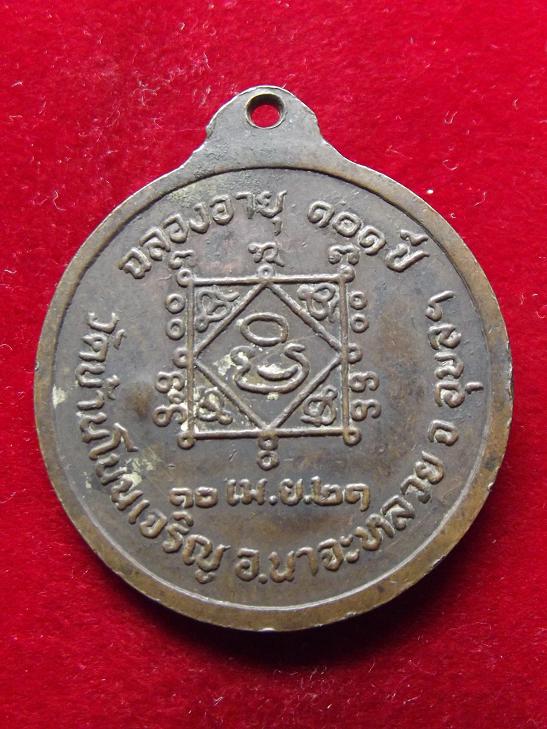 ฉลองอายุ ๑๐๑ ปี
๑๐ เม.ย.๒๑
วัดบ้านโนนเจริญ อ.นาจะหลวย จ.อุบลฯ